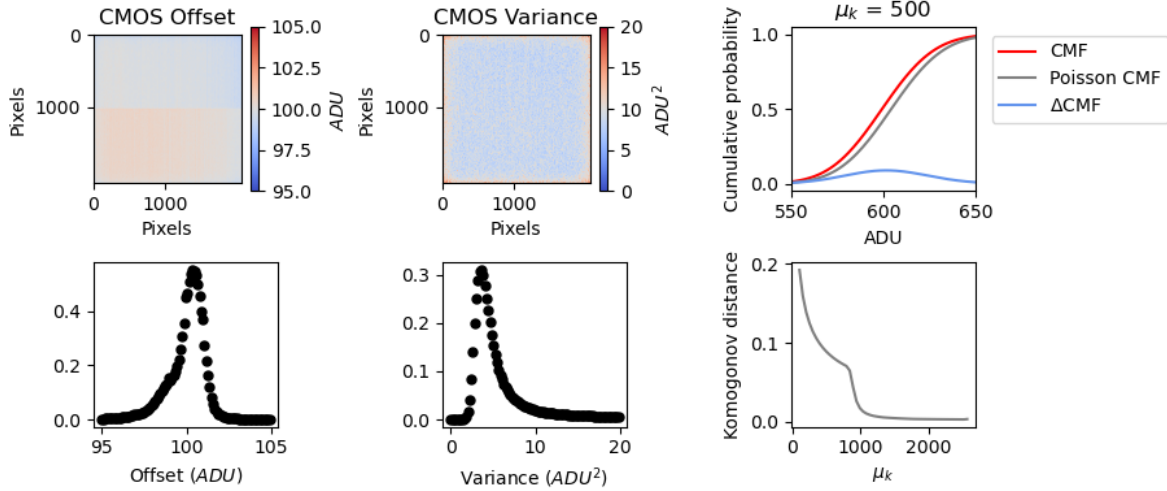 CMOS Offset
0
1000
Pixels
0
1000
Pixels
105.0
102.5
100.0
97.5
95.0
ADU
CMOS Variance
0
1000
Pixels
0
1000
Pixels
20
15
10
5
0
ADU²
μk = 500
1.0
0.5
0.0
Cumulative probability
550
600
650
ADU
CMF
Poisson CMF
ΔCMF
0.4
0.2
0.0
95
100
105
Offset (ADU)
0.3
0.2
0.1
0.0
0
10
20
Variance (ADU²)
0.2
0.1
0.0
Komogonov distance
0
1000
2000
μk